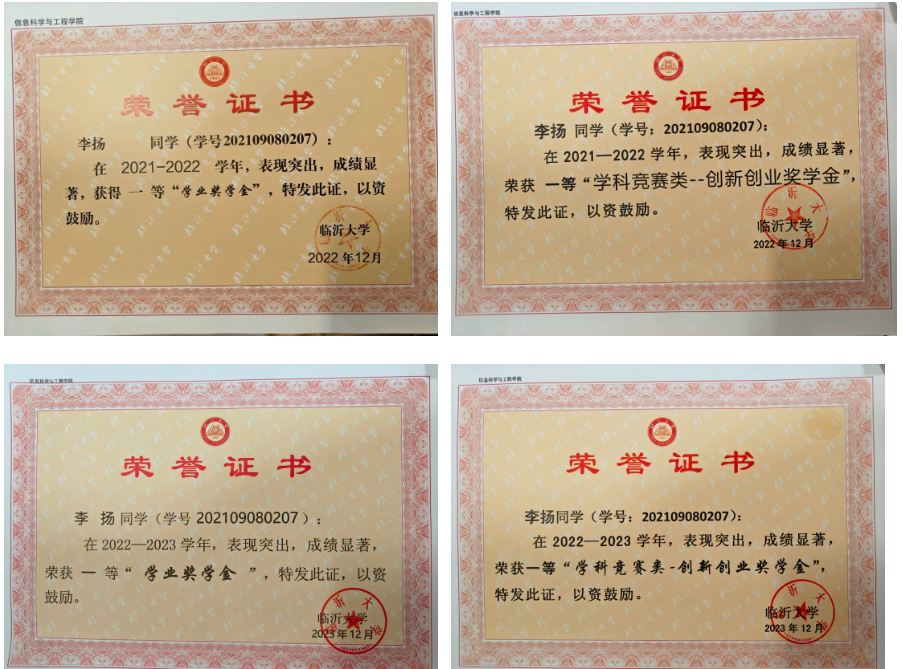 信息科学与工程学院
荣誉证书
李扬 同学（学号202109080207）：
在 2021-2022 学年，表现突出，成绩显
著，获得 一 等“学业奖学金”，特发此证，以资
鼓励。
临沂大学
2022 年12月
信息科学与工程学院
荣誉证书
李扬 同学（学号：202109080207）：
在 2021—2022 学年，表现突出，成绩显著，
荣获 一等“学科竞赛类--创新创业奖学金”，
特发此证，以资鼓励。
临沂大学
2022 年 12 月
信息科学与工程学院
荣誉证书
李 扬 同学（学号 202109080207 ）：
在 2022—2023 学年，表现突出，成绩显著，
荣获 一 等“ 学业奖学金 ”，特发此证，以资
鼓励。
临沂大学
2023 年 12 月
信息科学与工程学院
荣誉证书
李扬同学（学号：202109080207）：
在 2022—2023 学年，表现突出，成绩显著，
荣获一等“学科竞赛类-创新创业奖学金”，
特发此证，以资鼓励。
临沂大学
2023 年 12 月